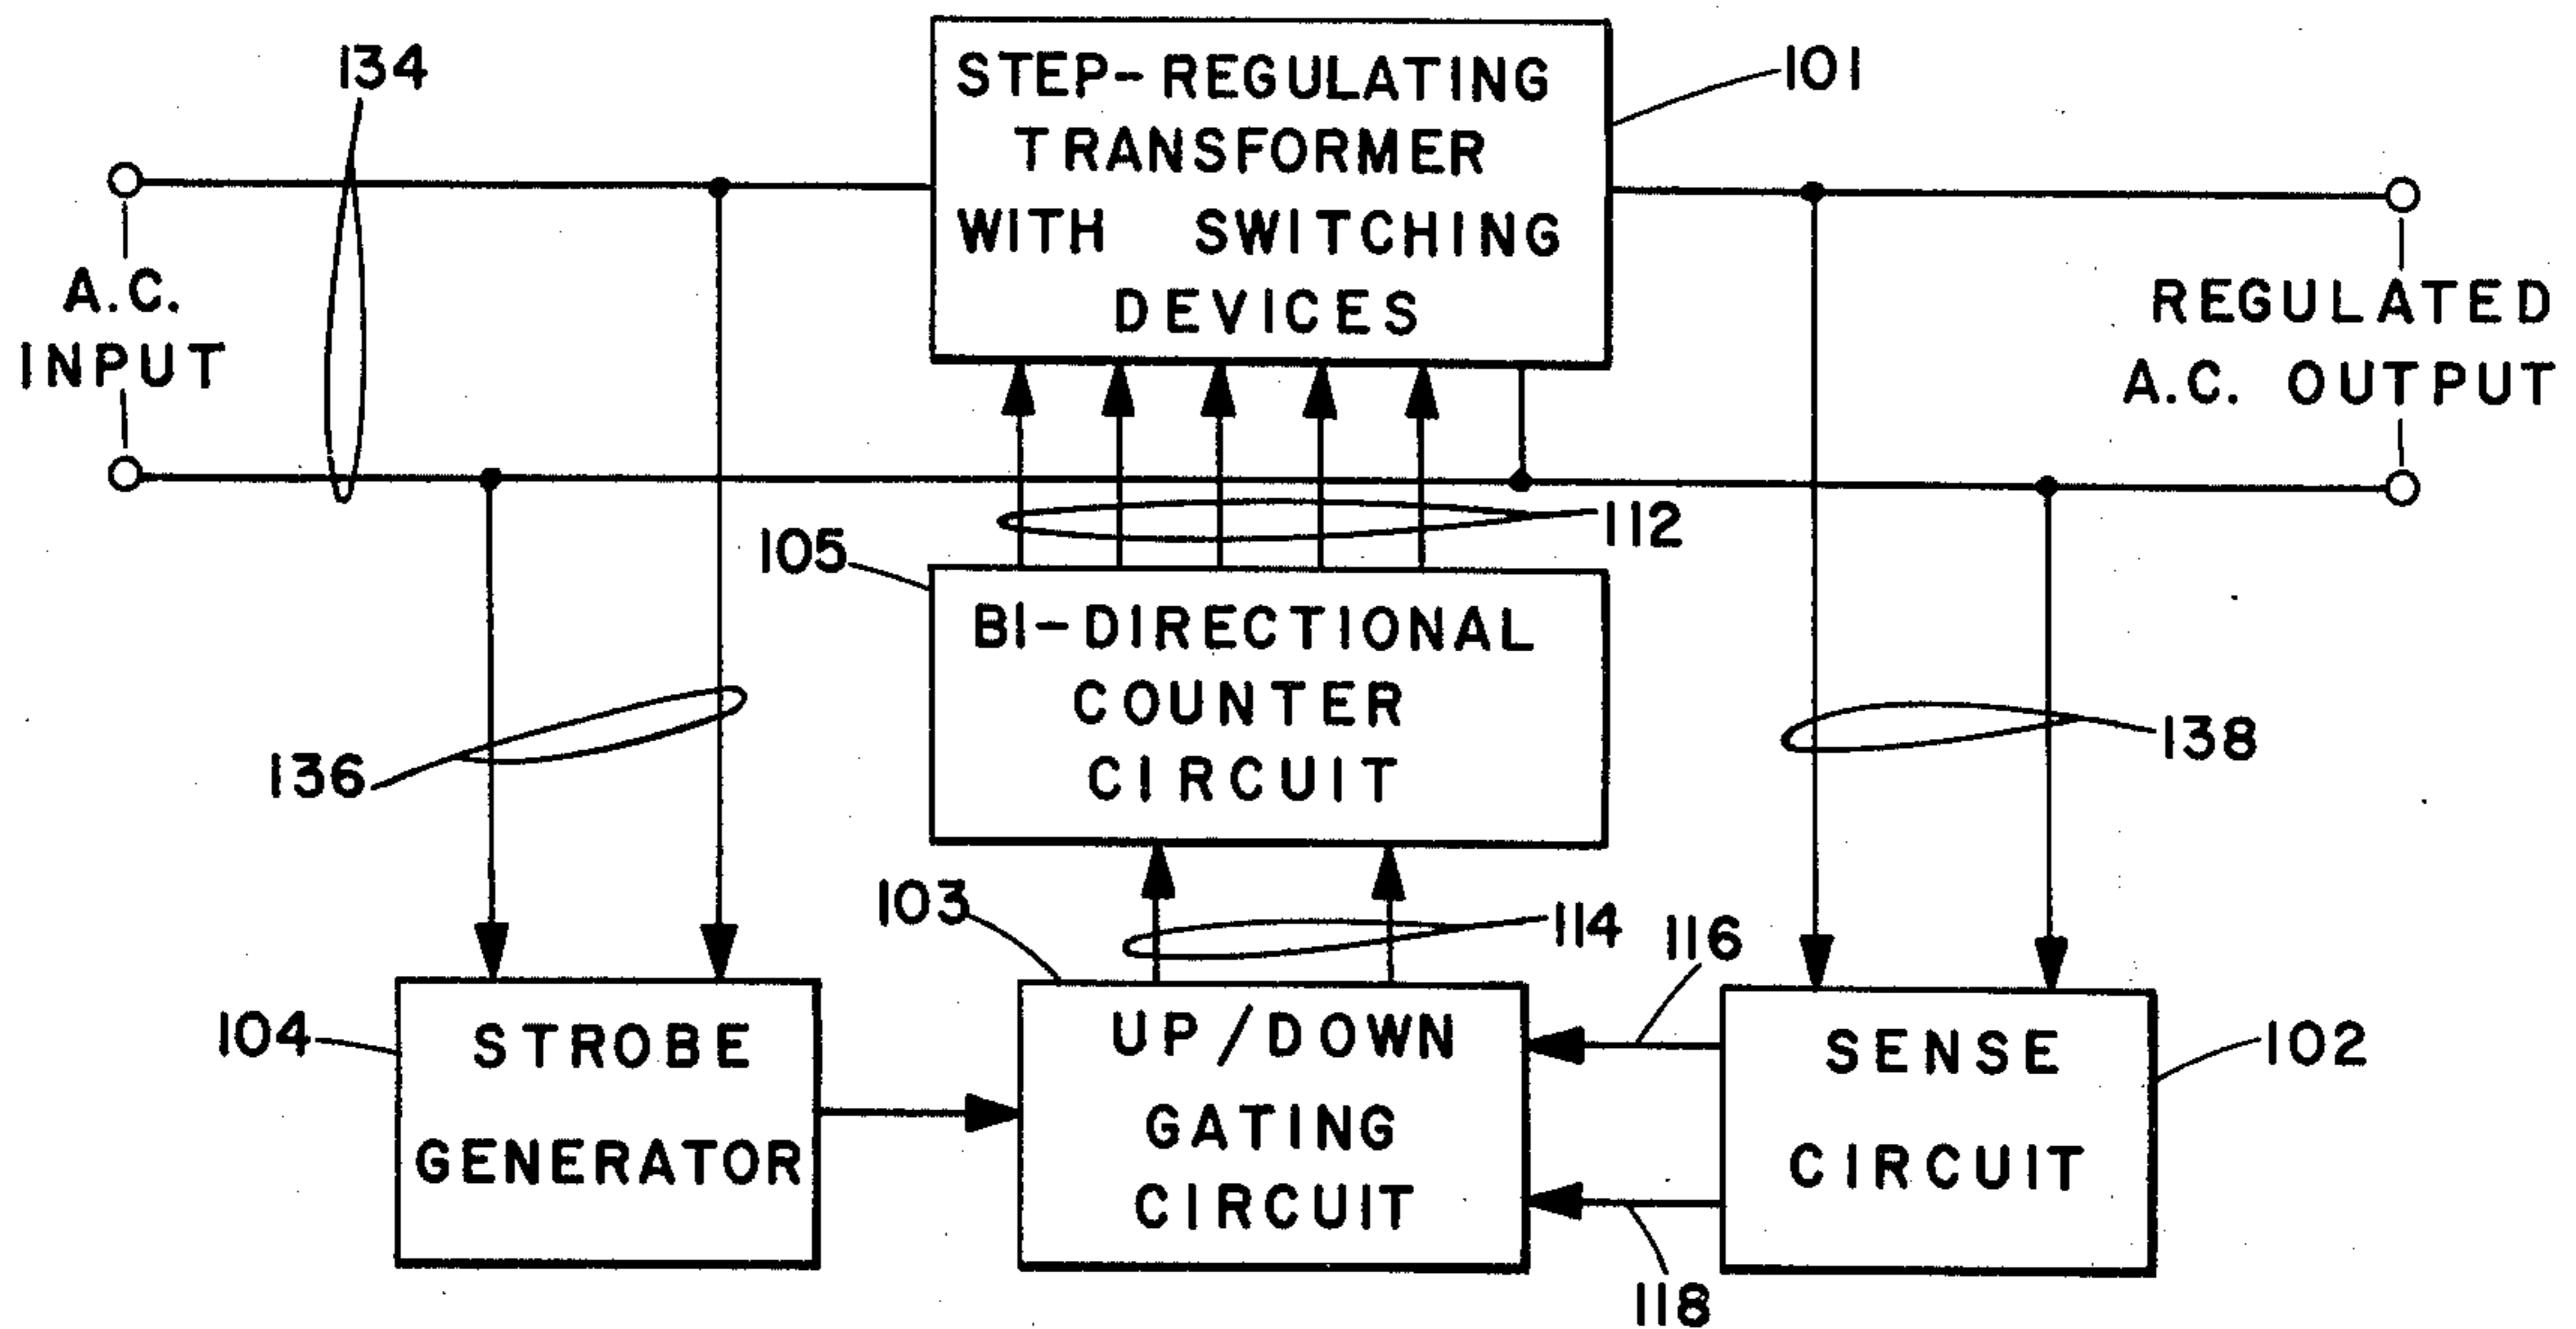 134
STEP-REGULATING
TRANSFORMER
WITH SWITCHING
DEVICES
101
A.C.
INPUT
REGULATED
A.C. OUTPUT
112
105
BI-DIRECTIONAL
COUNTER
CIRCUIT
136
138
103
114
116
104
STROBE
GENERATOR
UP/DOWN
GATING
CIRCUIT
SENSE
CIRCUIT
102
118